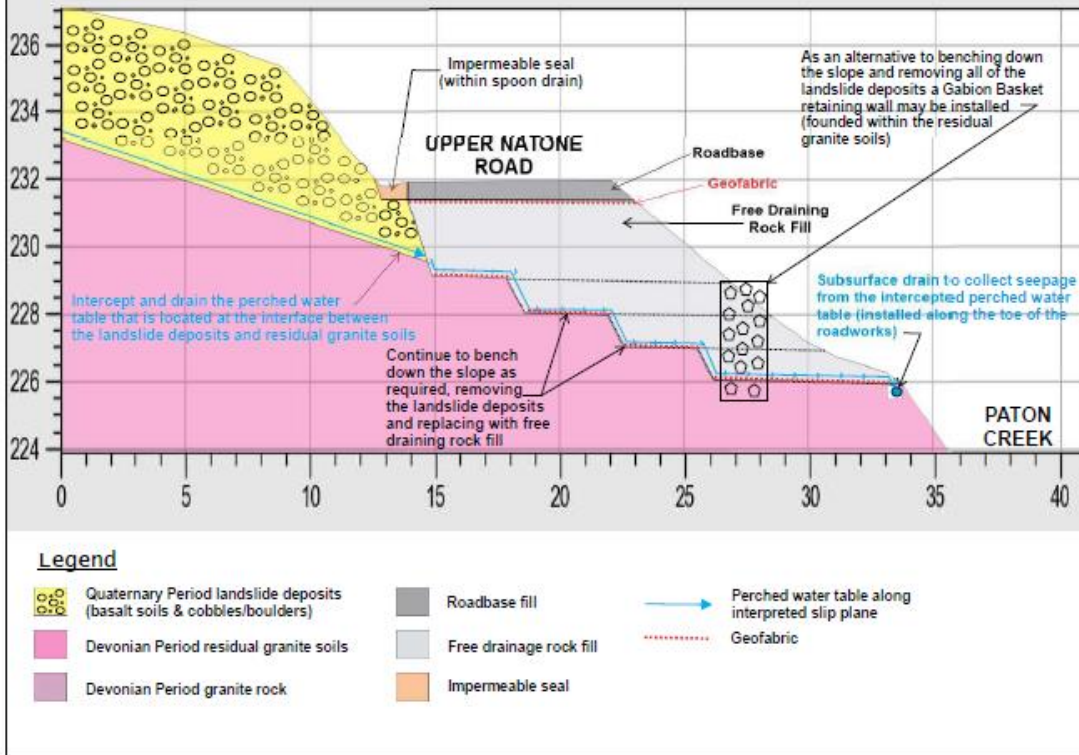 236
234
232
230
228
226
224
0
5
10
15
20
25
30
35
40
Impermeable seal
(within spoon drain)
UPPER NATONE
ROAD
Roadbase
Geofabric
Free Draining
Rock Fill
As an alternative to benching down
the slope and removing all of the
landslide deposits a Gabion Basket
retaining wall may be installed
(founded within the residual
granite soils)
Intercept and drain the perched water
table that is located at the interface between
the landslide deposits and residual granite soils
Continue to bench
down the slope as
required, removing
the landslide deposits
and replacing with free
draining rock fill
Subsurface drain to collect seepage
from the intercepted perched water
table (installed along the toe of the
roadworks)
PATON
CREEK
Legend
Quaternary Period landslide deposits
(basalt soils & cobbles/boulders)
Devonian Period residual granite soils
Devonian Period granite rock
Roadbase fill
Free drainage rock fill
Impermeable seal
Perched water table along
interpreted slip plane
Geofabric